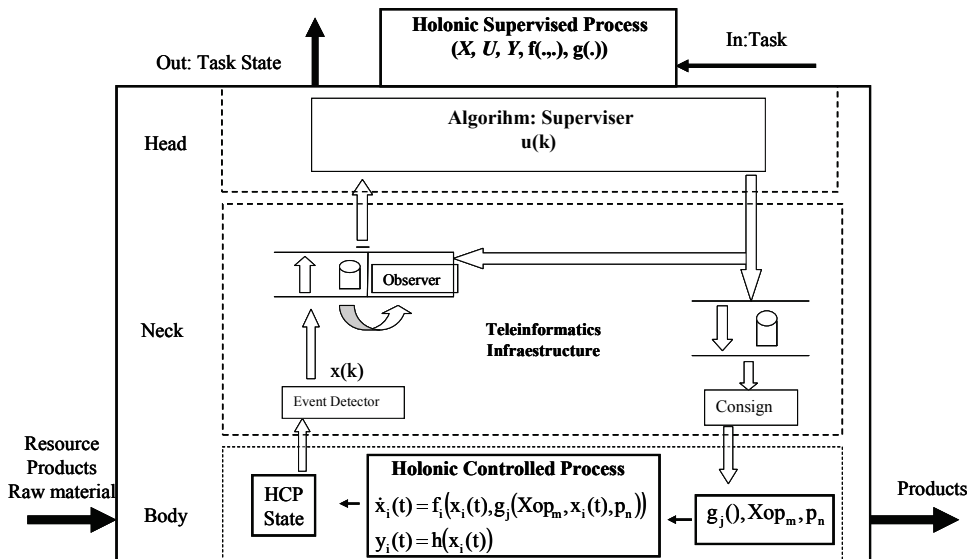 Holonic Supervised Process
(X, U, Y, f(.,.), g(.))
In:Task
Out: Task State
Head
Algorihm: Superviser
u(k)
Observer
Neck
Teleinformatics
Infraestructure
x(k)
Event Detector
Consign
Resource
Products
Raw material
Body
HCP
State
Holonic Controlled Process
ẋᵢ(t) = fᵢ(xᵢ(t), gⱼ(Xopₘ, xᵢ(t), pₙ))
yᵢ(t) = h(xᵢ(t))
gⱼ(), Xopₘ, pₙ
Products